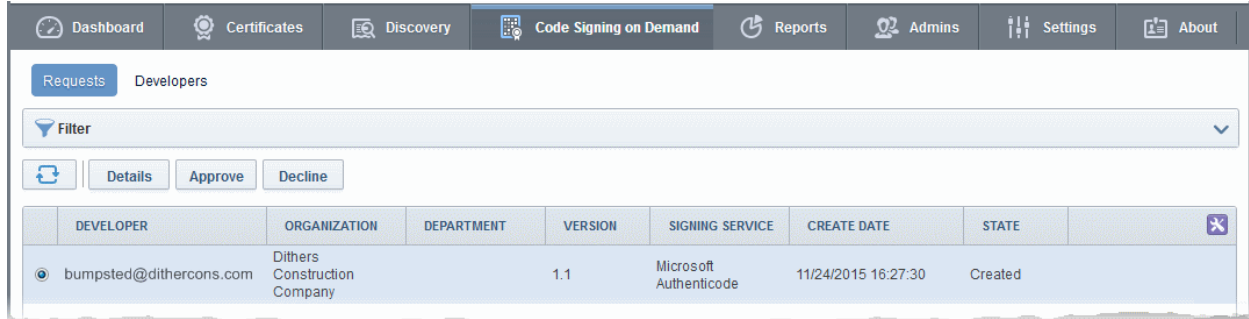 Dashboard Certificates Discovery Code Signing on Demand Reports Admins Settings About
Requests Developers
Filter
Details Approve Decline
DEVELOPER ORGANIZATION DEPARTMENT VERSION SIGNING SERVICE CREATE DATE STATE
bumpsted@dithercons.com Dithers Construction Company 1.1 Microsoft Authenticode 11/24/2015 16:27:30 Created